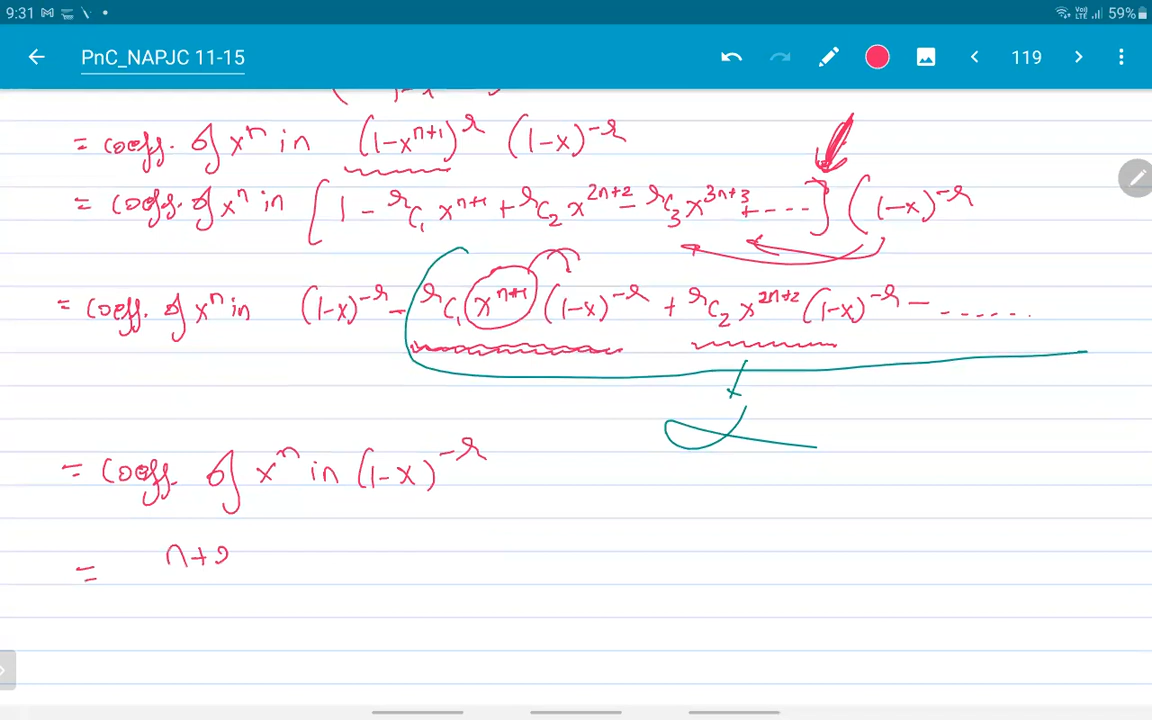 9:31 59%
PnC_NAPJC 11-15 119
= coeff. of xⁿ in (1-xⁿ⁺¹)ʳ (1-x)⁻ʳ
= coeff. of xⁿ in [1 - ʳC₁ xⁿ⁺¹ + ʳC₂ x²ⁿ⁺² - ʳC₃ x³ⁿ⁺³ + ----] (1-x)⁻ʳ
= coeff. of xⁿ in (1-x)⁻ʳ - ʳC₁ xⁿ⁺¹ (1-x)⁻ʳ + ʳC₂ x²ⁿ⁺² (1-x)⁻ʳ - ......
= coeff. of xⁿ in (1-x)⁻ʳ
= n+